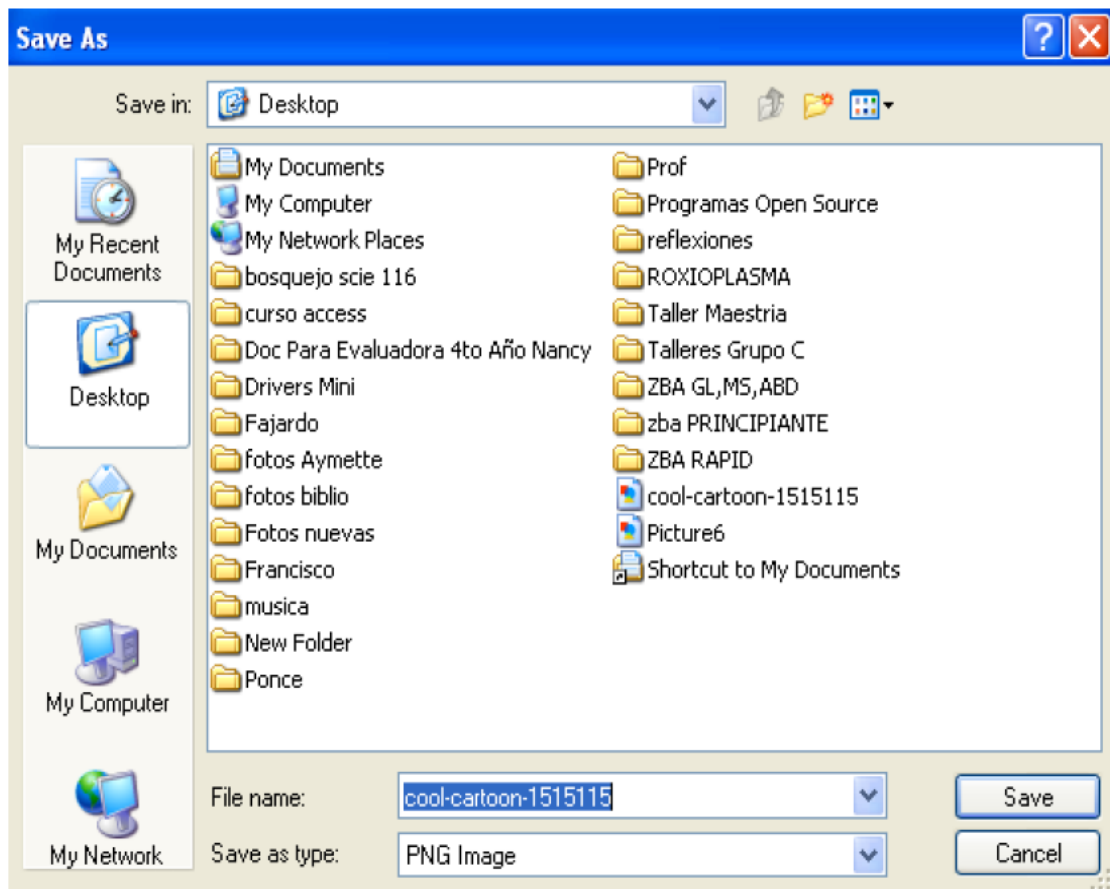 Save As
Save in: Desktop
My Recent
Documents
Desktop
My Documents
My Computer
My Network
My Documents
My Computer
My Network Places
bosquejo scie 116
curso access
Doc Para Evaluadora 4to Año Nancy
Drivers Mini
Fajardo
fotos Aymette
fotos biblio
Fotos nuevas
Francisco
musica
New Folder
Ponce
Prof
Programas Open Source
reflexiones
ROXIOPLASMA
Taller Maestria
Talleres Grupo C
ZBA GL,MS,ABD
zba PRINCIPIANTE
ZBA RAPID
cool-cartoon-1515115
Picture6
Shortcut to My Documents
File name: cool-cartoon-1515115 Save
Save as type: PNG Image Cancel